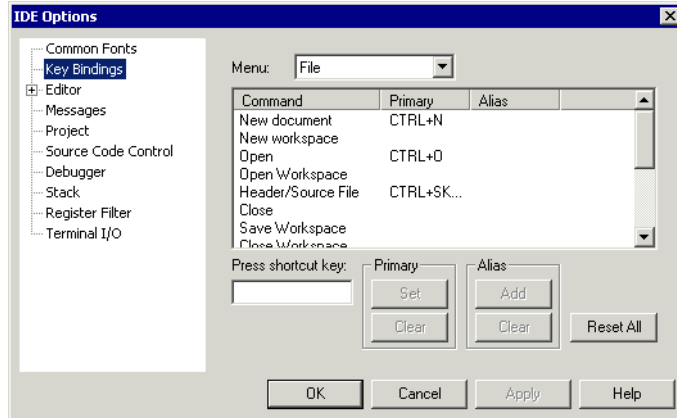 IDE Options
Common Fonts
Key Bindings
Editor
Messages
Project
Source Code Control
Debugger
Stack
Register Filter
Terminal I/O
Menu: File
Command Primary Alias
New document CTRL+N
New workspace
Open CTRL+O
Open Workspace
Header/Source File CTRL+SK...
Close
Save Workspace
Close Workspace
Press shortcut key: Primary Alias
Set Add
Clear Clear Reset All
OK Cancel Apply Help